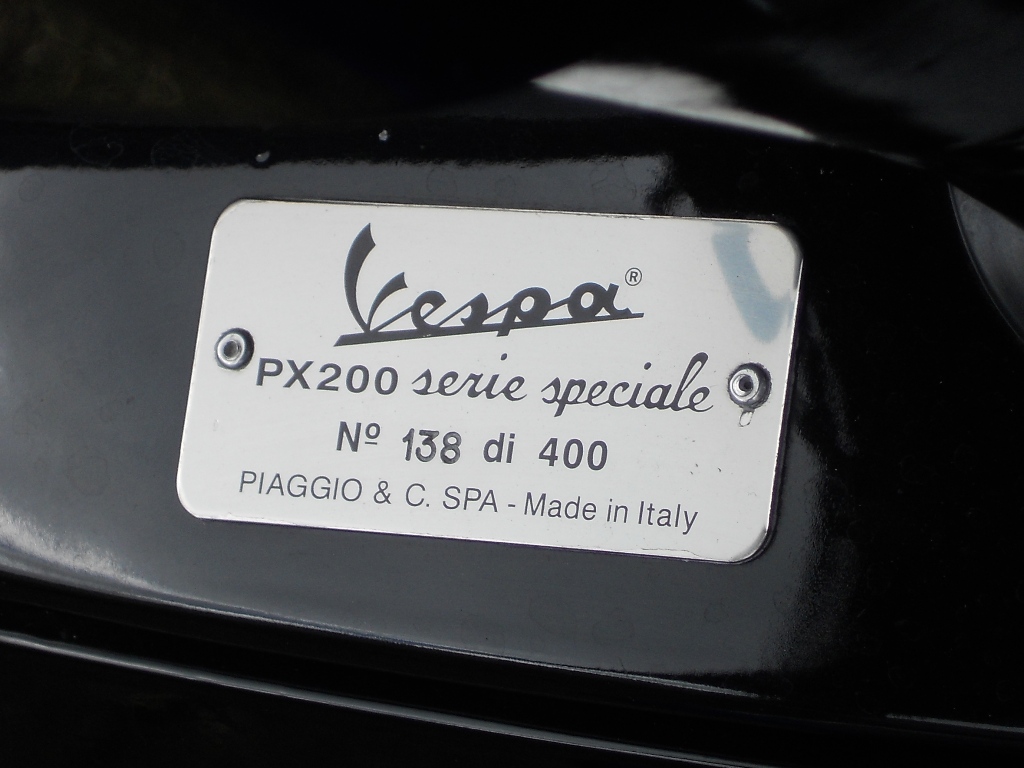 Vespa®
PX200 serie speciale
Nº 138 di 400
PIAGGIO & C. SPA - Made in Italy